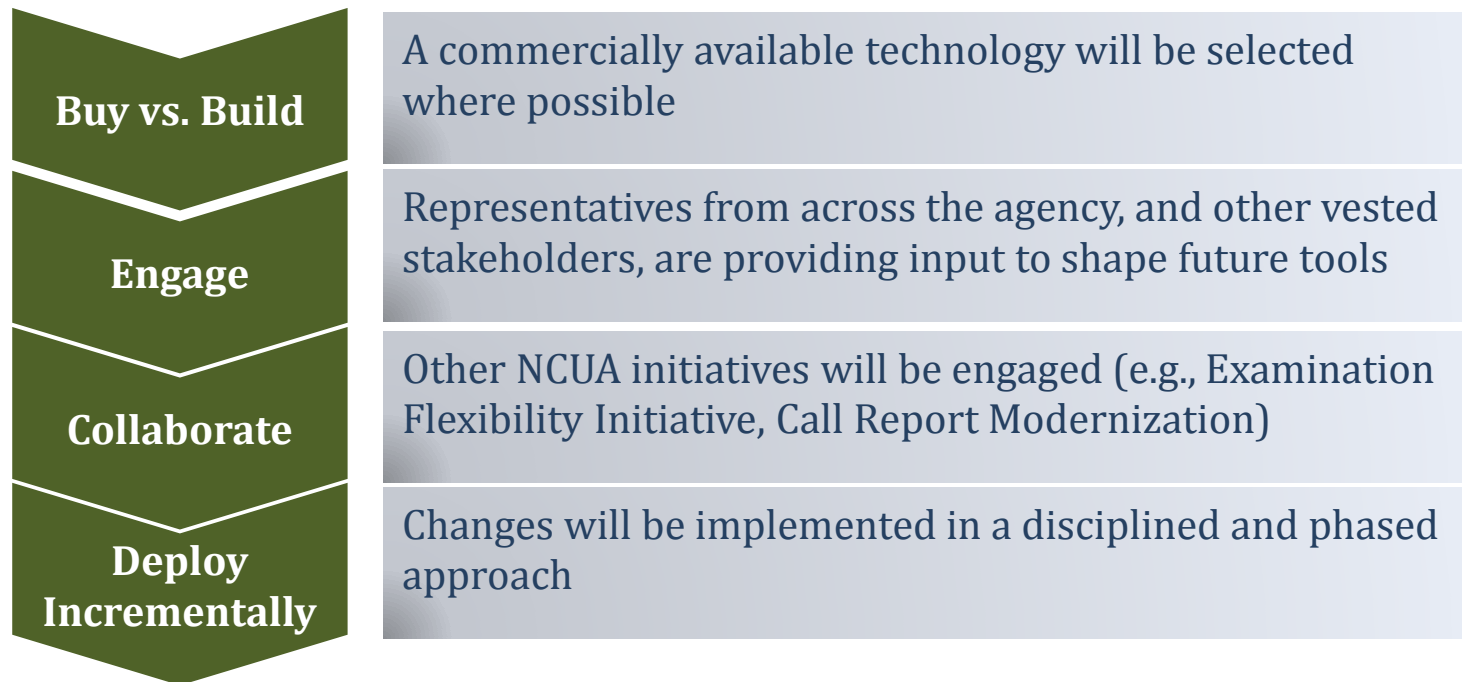 Buy vs. Build
A commercially available technology will be selected
where possible
Engage
Representatives from across the agency, and other vested
stakeholders, are providing input to shape future tools
Collaborate
Other NCUA initiatives will be engaged (e.g., Examination
Flexibility Initiative, Call Report Modernization)
Deploy
Incrementally
Changes will be implemented in a disciplined and phased
approach